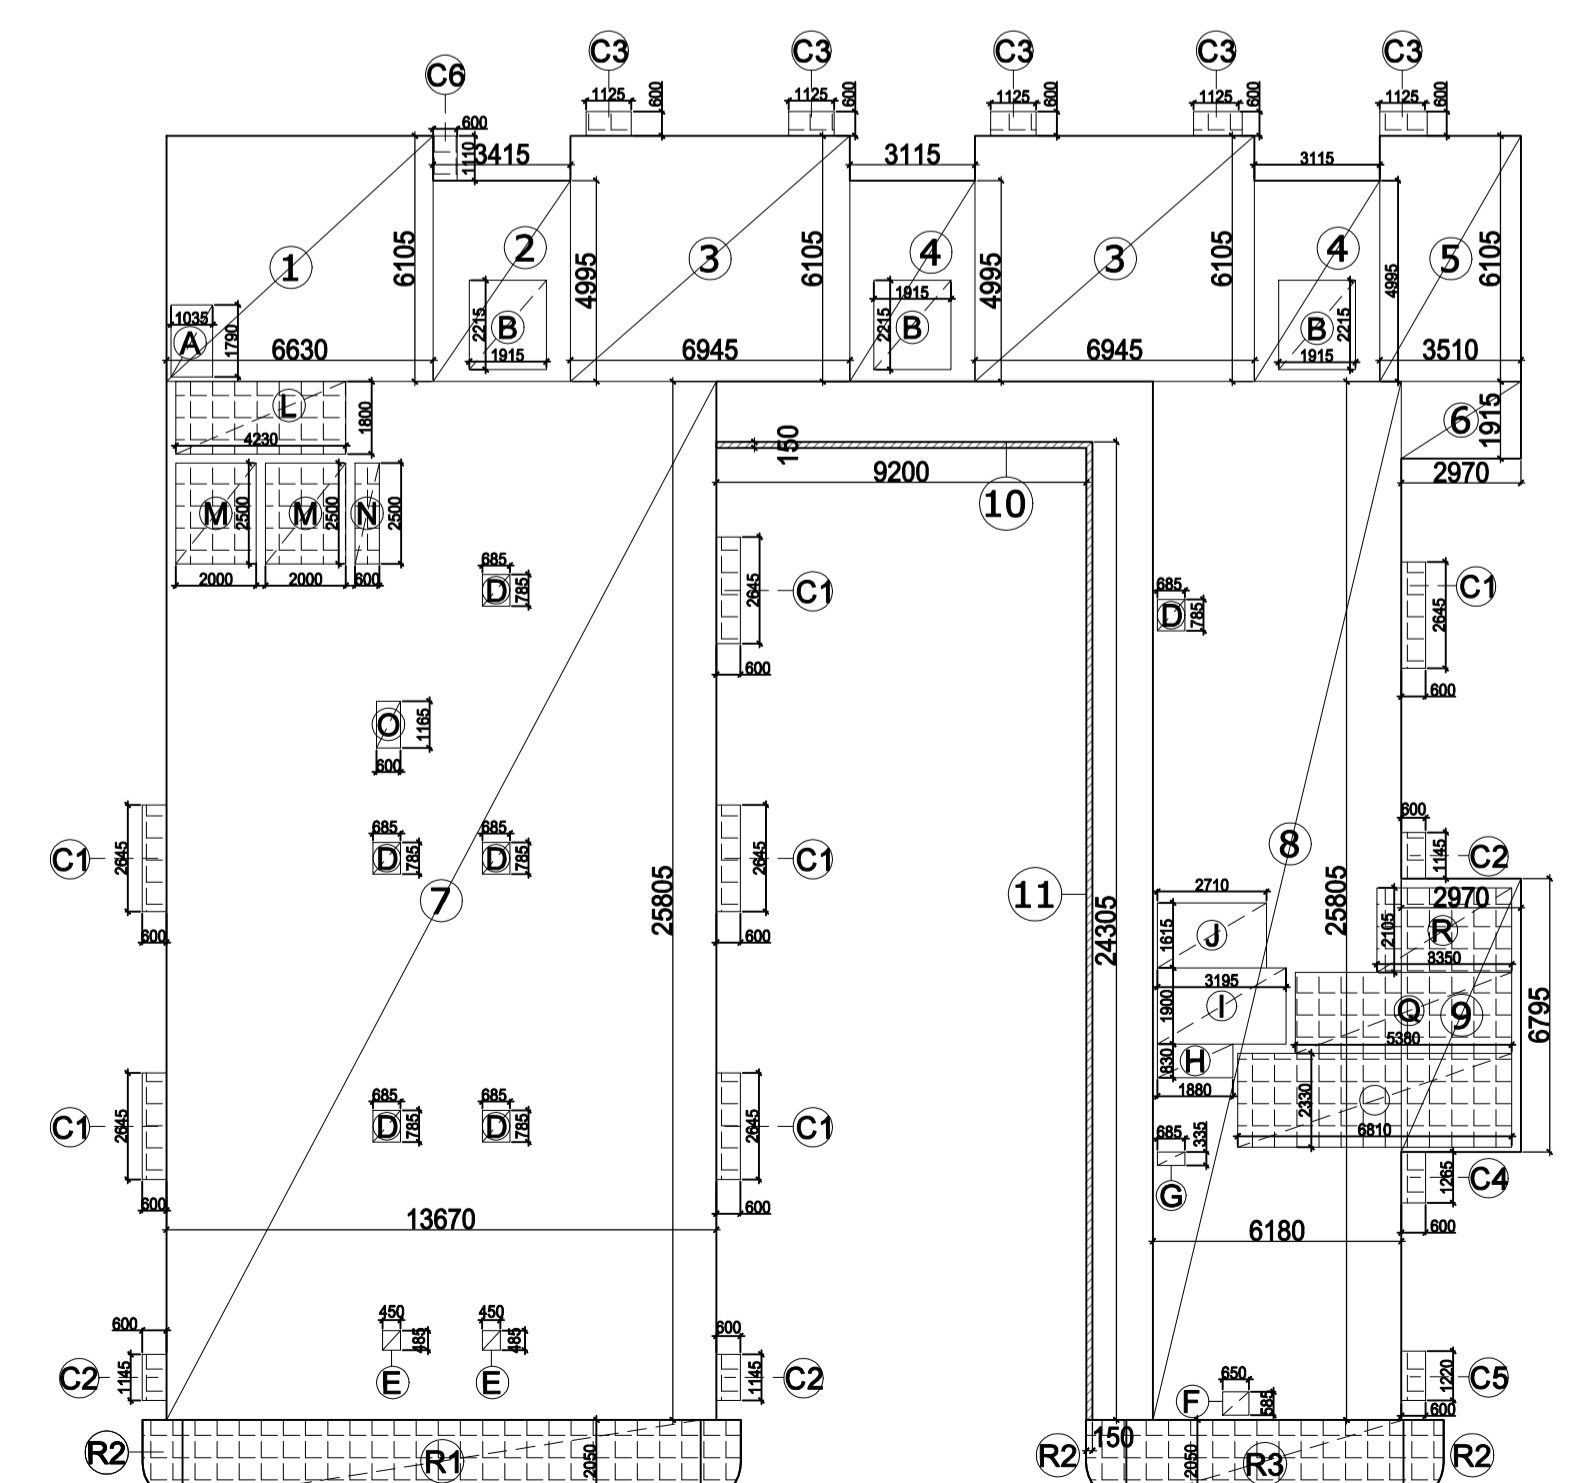 C6
C3
C3
C3
C3
C3
600
1125
600
1125
600
1125
600
1125
600
1125
600
1110
3415
3115
3115
1
6105
2
4995
3
6105
4
4995
3
6105
4
4995
5
6105
1035
A
1790
6630
2215
B
1915
6945
1915
2215
B
6945
B
2215
1915
3510
L
1800
4230
6
1915
2970
150
9200
10
M
2500
M
2500
N
2500
2000
2000
600
685
D
785
2645
C1
600
685
D
785
2645
C1
600
O
1165
600
C1
2645
600
685
D
785
685
D
785
25805
7
2645
C1
600
11
24305
8
25805
600
1145
C2
2710
J
1615
3195
I
1900
H
830
1880
2970
R
2105
3350
Q
5380
9
6795
2330
6810
C1
2645
600
685
D
785
685
D
785
2645
C1
600
685
335
G
1265
C4
600
13670
6180
600
C2
1145
450
485
E
450
485
E
600
1145
C2
650
585
F
1220
C5
600
R2
R1
2050
R2
150
2050
R3
R2